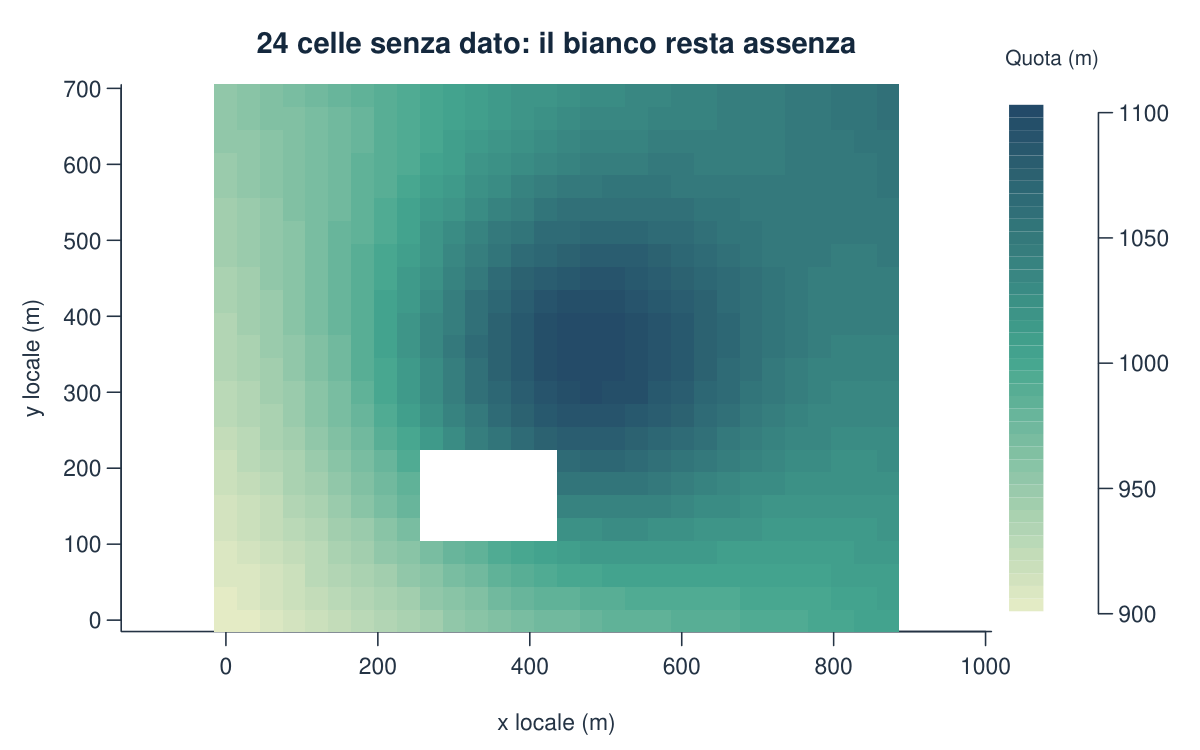 24 celle senza dato: il bianco resta assenza
Quota (m)
700
600
500
400
300
200
100
0
y locale (m)
0 200 400 600 800 1000
x locale (m)
1100
1050
1000
950
900